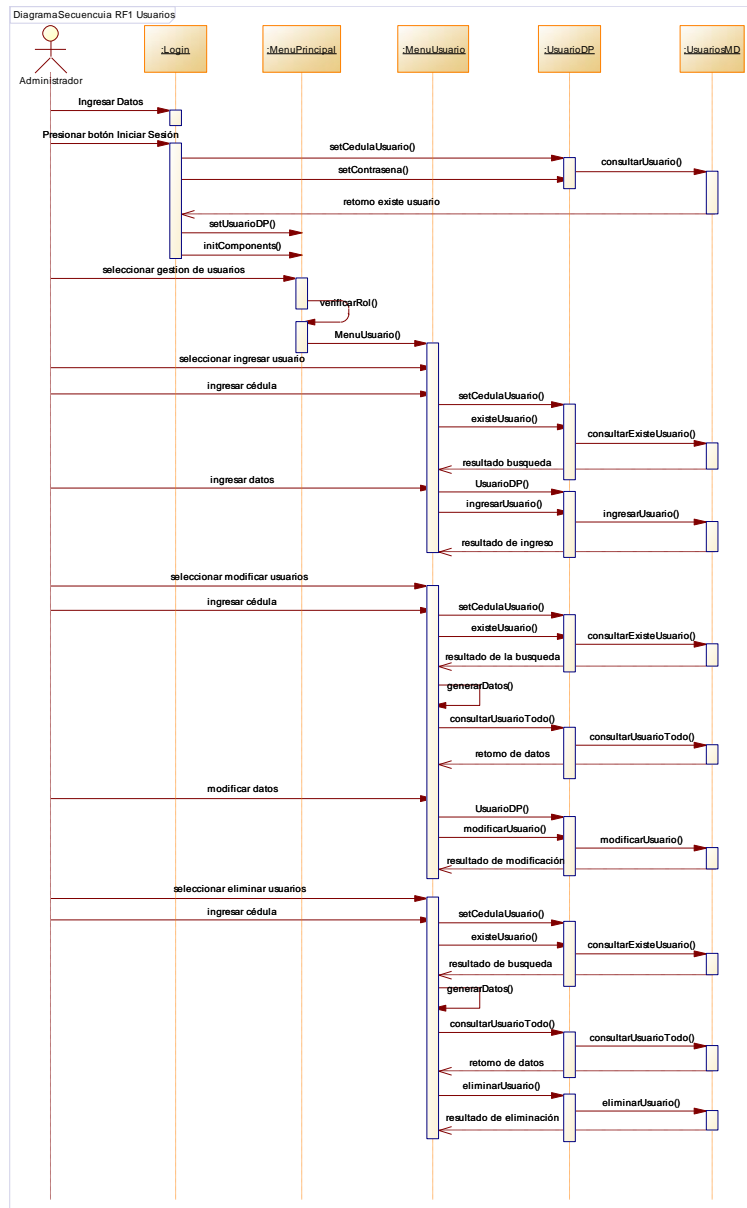 DiagramaSecuencuia RF1 Usuarios
:Login
:MenuPrincipal
:MenuUsuario
:UsuarioDP
:UsuariosMD
Administrador
Ingresar Datos
Presionar botón Iniciar Sesión
setCedulaUsuario()
consultarUsuario()
setContrasena()
retorno existe usuario
setUsuarioDP()
initComponents()
seleccionar gestion de usuarios
verificarRol()
MenuUsuario()
seleccionar ingresar usuario
ingresar cédula
setCedulaUsuario()
existeUsuario()
consultarExisteUsuario()
resultado busqueda
ingresar datos
UsuarioDP()
ingresarUsuario()
ingresarUsuario()
resultado de ingreso
seleccionar modificar usuarios
ingresar cédula
setCedulaUsuario()
existeUsuario()
consultarExisteUsuario()
resultado de la busqueda
generarDatos()
consultarUsuarioTodo()
consultarUsuarioTodo()
retorno de datos
modificar datos
UsuarioDP()
modificarUsuario()
modificarUsuario()
resultado de modificación
seleccionar eliminar usuarios
ingresar cédula
setCedulaUsuario()
existeUsuario()
consultarExisteUsuario()
resultado de busqueda
generarDatos()
consultarUsuarioTodo()
consultarUsuarioTodo()
retorno de datos
eliminarUsuario()
eliminarUsuario()
resultado de eliminación